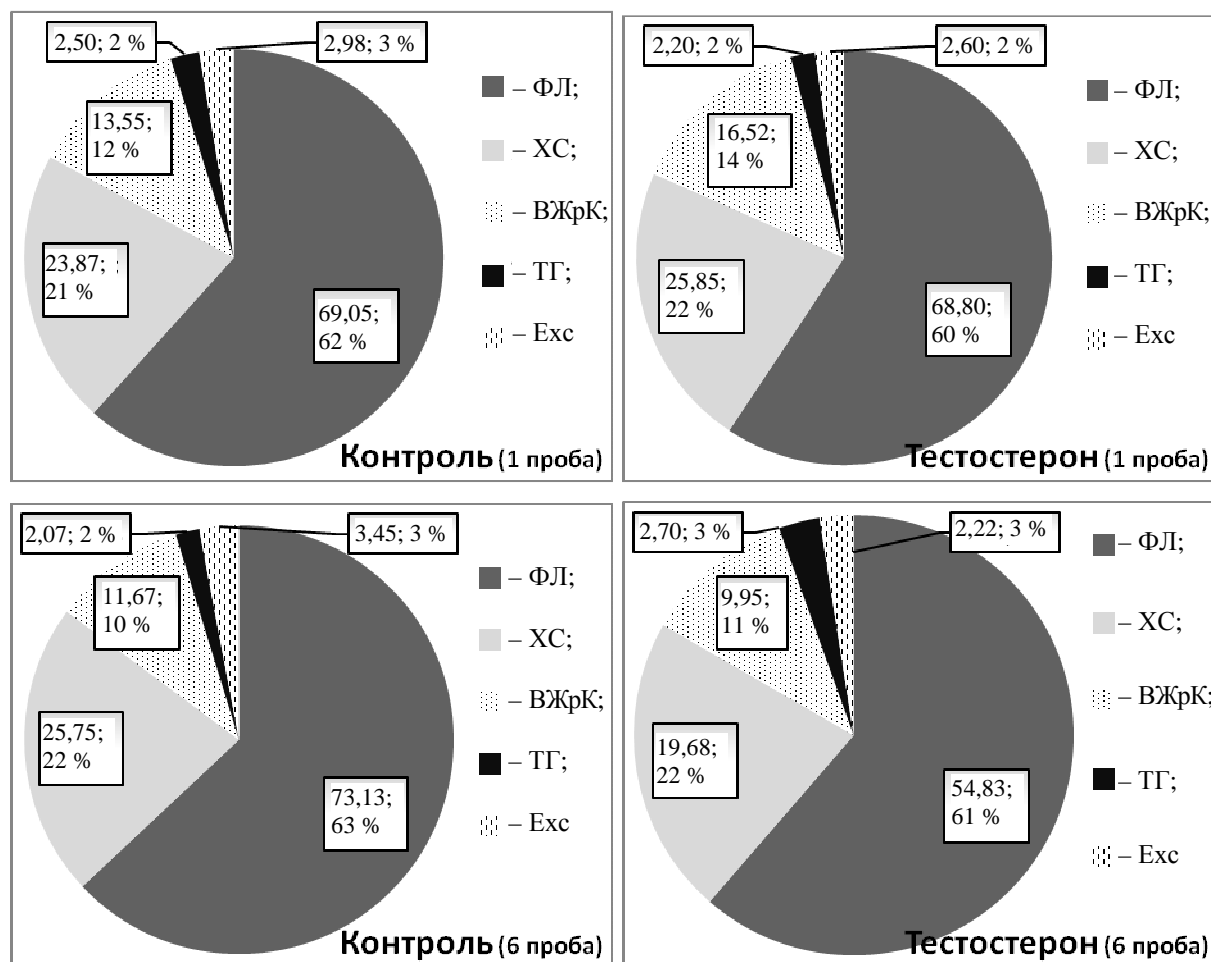 2,50; 2 %
2,98; 3 %
13,55;
12 %
23,87;
21 %
69,05;
62 %
– ФЛ;
– ХС;
– ВЖрК;
– ТГ;
– Exc
Контроль (1 проба)
2,20; 2 %
2,60; 2 %
16,52;
14 %
25,85;
22 %
68,80;
60 %
– ФЛ;
– ХС;
– ВЖрК;
– ТГ;
– Exc
Тестостерон (1 проба)
2,07; 2 %
3,45; 3 %
11,67;
10 %
25,75;
22 %
73,13;
63 %
– ФЛ;
– ХС;
– ВЖрК;
– ТГ;
– Exc
Контроль (6 проба)
2,70; 3 %
2,22; 3 %
9,95;
11 %
19,68;
22 %
54,83;
61 %
– ФЛ;
– ХС;
– ВЖрК;
– ТГ;
– Exc
Тестостерон (6 проба)